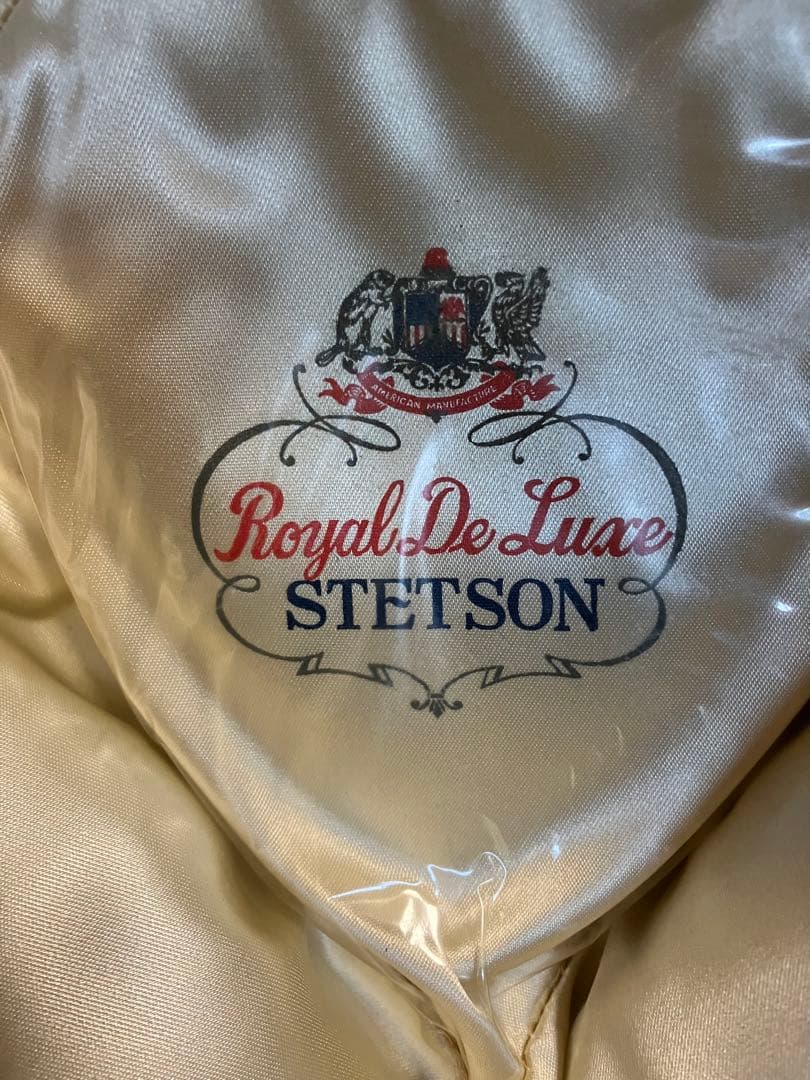 AMERICAN MANUFACTURE
Royal De Luxe
STETSON